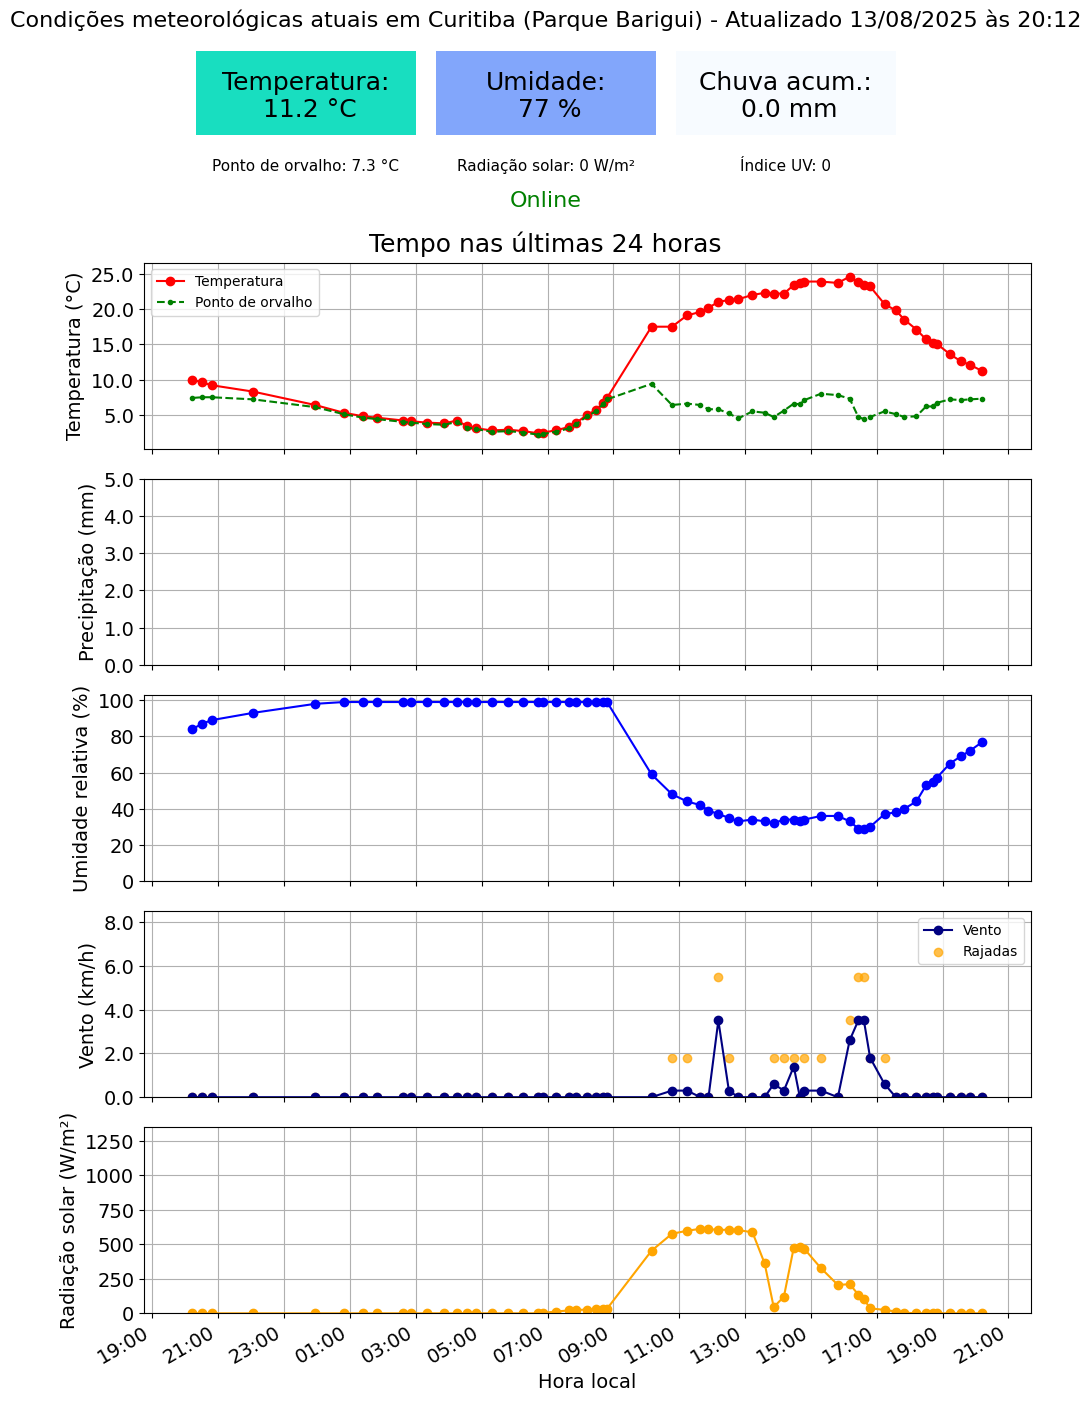 Condições meteorológicas atuais em Curitiba (Parque Barigui) - Atualizado 13/08/2025 às 20:12
Temperatura:
11.2 °C
Umidade:
77 %
Chuva acum.:
0.0 mm
Ponto de orvalho: 7.3 °C
Radiação solar: 0 W/m²
Índice UV: 0
Online
Tempo nas últimas 24 horas
Temperatura (°C)
25.0
20.0
15.0
10.0
5.0
Temperatura
Ponto de orvalho
Precipitação (mm)
5.0
4.0
3.0
2.0
1.0
0.0
Umidade relativa (%)
100
80
60
40
20
0
Vento (km/h)
8.0
6.0
4.0
2.0
0.0
Vento
Rajadas
Radiação solar (W/m²)
1250
1000
750
500
250
0
19:00 21:00 23:00 01:00 03:00 05:00 07:00 09:00 11:00 13:00 15:00 17:00 19:00 21:00
Hora local